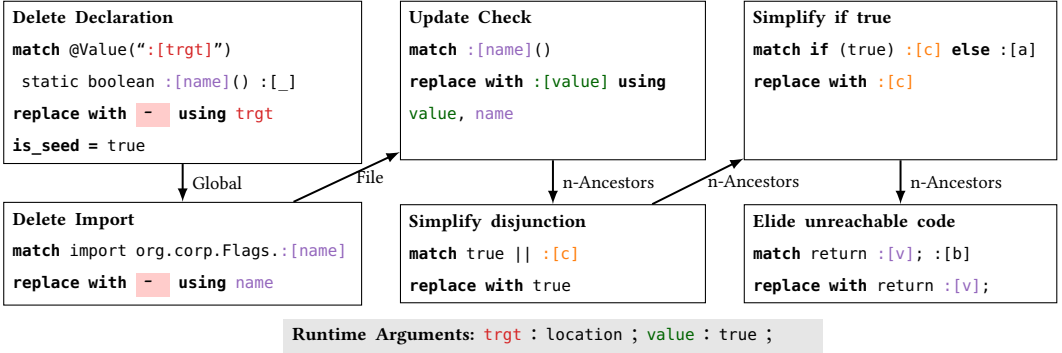 Delete Declaration
match @Value(“:[trgt]”)
static boolean :[name]() :[_]
replace with - using trgt
is_seed = true
Global
Delete Import
match import org.corp.Flags.:[name]
replace with - using name
File
Update Check
match :[name]()
replace with :[value] using
value, name
n-Ancestors
Simplify disjunction
match true || :[c]
replace with true
n-Ancestors
Simplify if true
match if (true) :[c] else :[a]
replace with :[c]
n-Ancestors
Elide unreachable code
match return :[v]; :[b]
replace with return :[v];
Runtime Arguments: trgt : location ; value : true ;